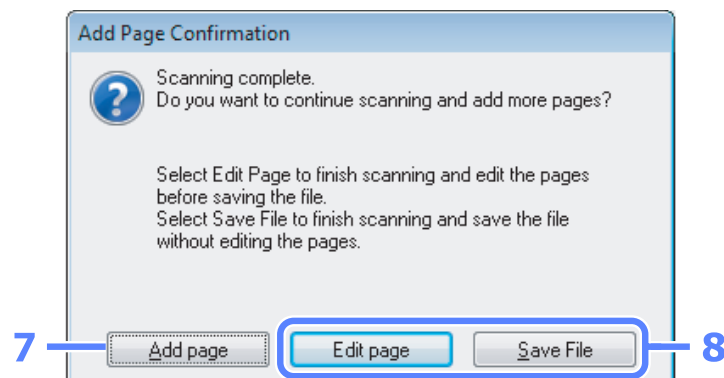 Add Page Confirmation
Scanning complete.
Do you want to continue scanning and add more pages?
Select Edit Page to finish scanning and edit the pages
before saving the file.
Select Save File to finish scanning and save the file
without editing the pages.
7 Add page Edit page Save File 8